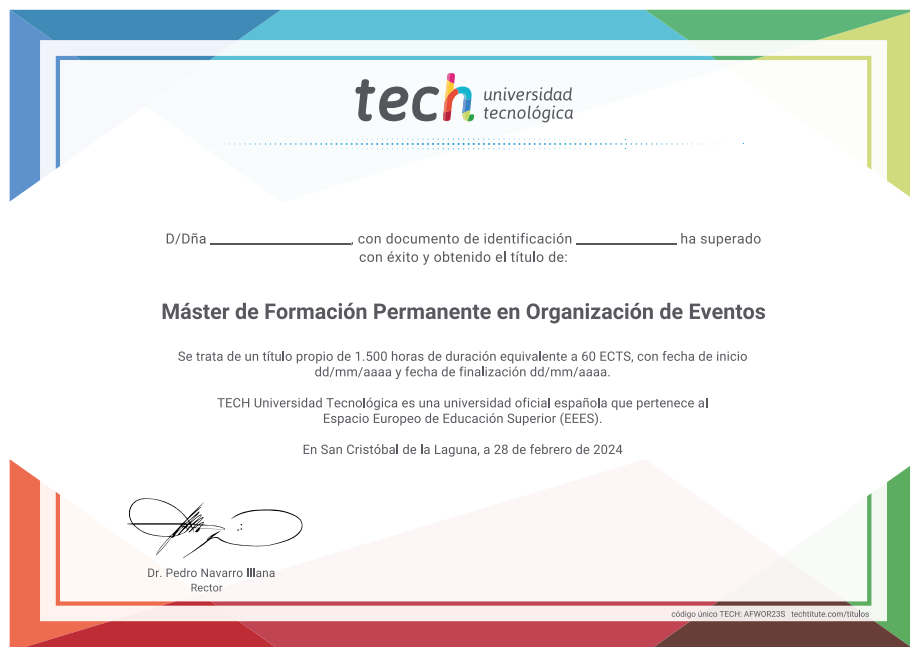 tech universidad
tecnológica
D/Dña ____________, con documento de identificación ____________ ha superado
con éxito y obtenido el título de:
Máster de Formación Permanente en Organización de Eventos
Se trata de un título propio de 1.500 horas de duración equivalente a 60 ECTS, con fecha de inicio
dd/mm/aaaa y fecha de finalización dd/mm/aaaa.
TECH Universidad Tecnológica es una universidad oficial española que pertenece al
Espacio Europeo de Educación Superior (EEES).
En San Cristóbal de la Laguna, a 28 de febrero de 2024
Dr. Pedro Navarro Illana
Rector
código único TECH: AFWOR23S techtitute.com/titulos